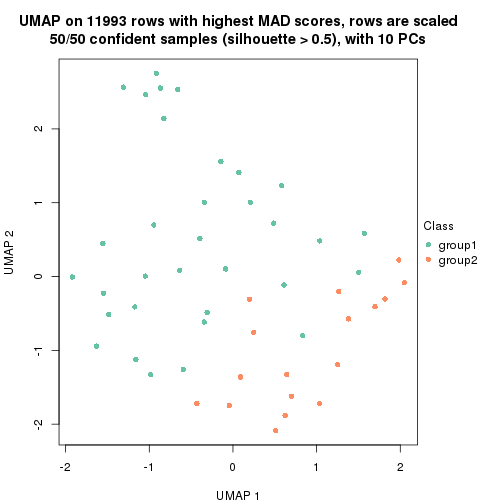 UMAP on 11993 rows with highest MAD scores, rows are scaled
50/50 confident samples (silhouette > 0.5), with 10 PCs
Class
group1
group2
UMAP 2
2
1
0
-1
-2
-2
-1
0
1
2
UMAP 1